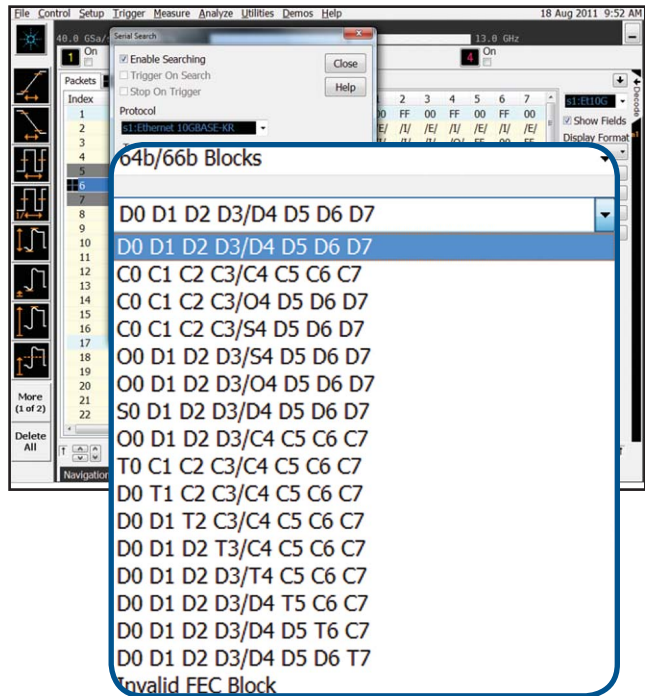 File Control Setup Trigger Measure Analyze Utilities Demos Help 18 Aug 2011 9:52 AM
40.0 GSa/ 13.0 GHz
1 On 4 On
Serial Search
Enable Searching
Trigger On Search
Stop On Trigger
Close
Help
Protocol
s1:Ethernet 10GBASE-KR
Packets
Index 2 3 4 5 6 7
1 00 FF 00 FF 00 FF 00
2 /E/ /I/ /E/ /I/ /E/ /I/ /E/
3
4
5
6
7
8
9
10
11
12
13
14
15
16
17
18
19
20
21
22
s1:Et10G
Show Fields
Display Format
Decode
More
(1 of 2)
Delete
All
Navigation
64b/66b Blocks
D0 D1 D2 D3/D4 D5 D6 D7
D0 D1 D2 D3/D4 D5 D6 D7
C0 C1 C2 C3/C4 C5 C6 C7
C0 C1 C2 C3/O4 D5 D6 D7
C0 C1 C2 C3/S4 D5 D6 D7
O0 D1 D2 D3/S4 D5 D6 D7
O0 D1 D2 D3/O4 D5 D6 D7
S0 D1 D2 D3/D4 D5 D6 D7
O0 D1 D2 D3/C4 C5 C6 C7
T0 C1 C2 C3/C4 C5 C6 C7
D0 T1 C2 C3/C4 C5 C6 C7
D0 D1 T2 C3/C4 C5 C6 C7
D0 D1 D2 T3/C4 C5 C6 C7
D0 D1 D2 D3/T4 C5 C6 C7
D0 D1 D2 D3/D4 T5 C6 C7
D0 D1 D2 D3/D4 D5 T6 C7
D0 D1 D2 D3/D4 D5 D6 T7
Invalid FEC Block